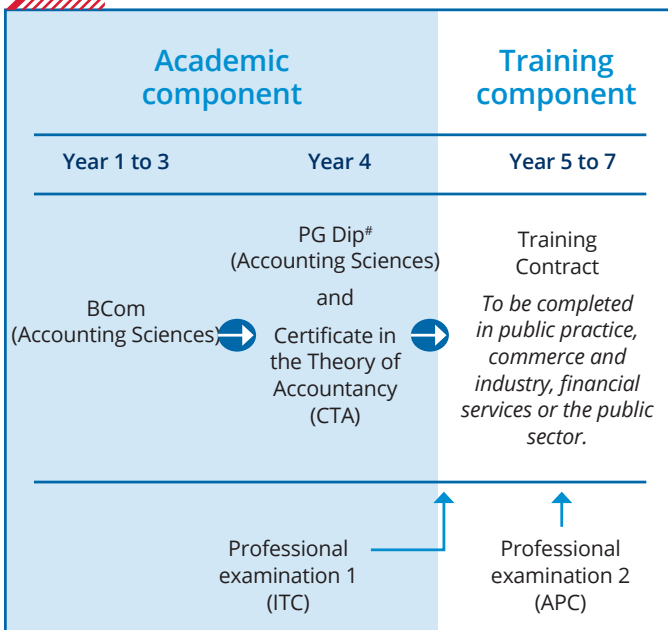 Academic
component
Training
component
Year 1 to 3
Year 4
Year 5 to 7
BCom
(Accounting Sciences)
PG Dip#
(Accounting Sciences)
and
Certificate in
the Theory of
Accountancy
(CTA)
Training
Contract
To be completed
in public practice,
commerce and
industry, financial
services or the public
sector.
Professional
examination 1
(ITC)
Professional
examination 2
(APC)